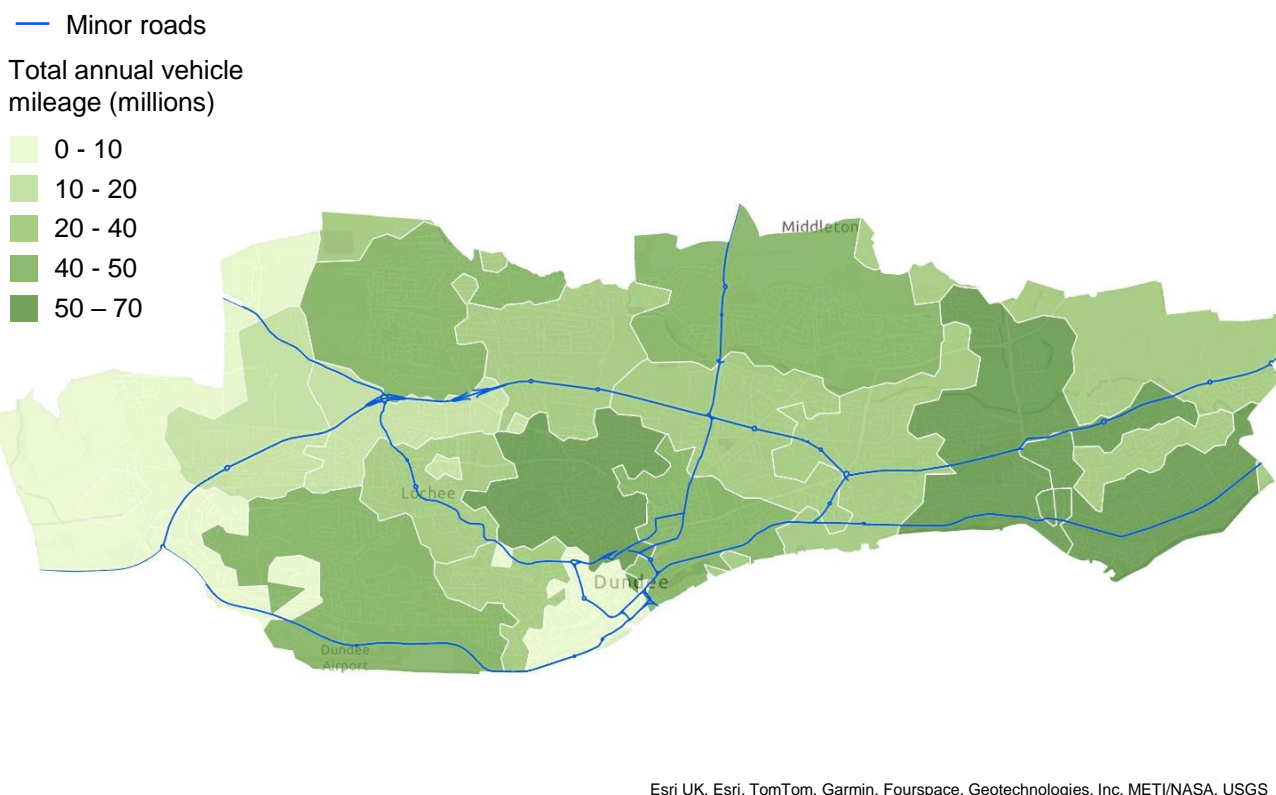 Minor roads
Total annual vehicle
mileage (millions)
0 - 10
10 - 20
20 - 40
40 - 50
50 – 70
Middleton
Lochee
Dundee
Dundee
Airport
Esri UK, Esri, TomTom, Garmin, Fourspace, Geotechnologies, Inc, METI/NASA, USGS